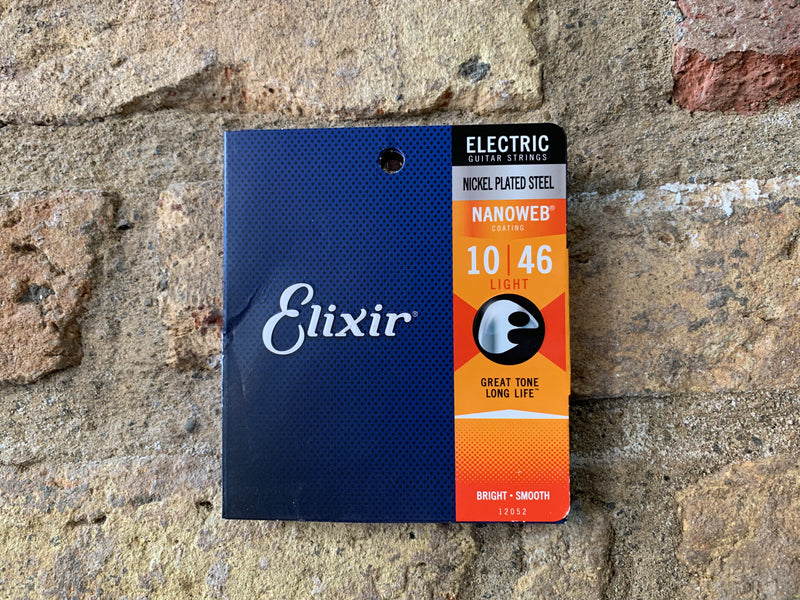 Elixir®
ELECTRIC
GUITAR STRINGS
NICKEL PLATED STEEL
NANOWEB®
COATING
10 | 46
LIGHT
GREAT TONE
LONG LIFE™
BRIGHT • SMOOTH
12052